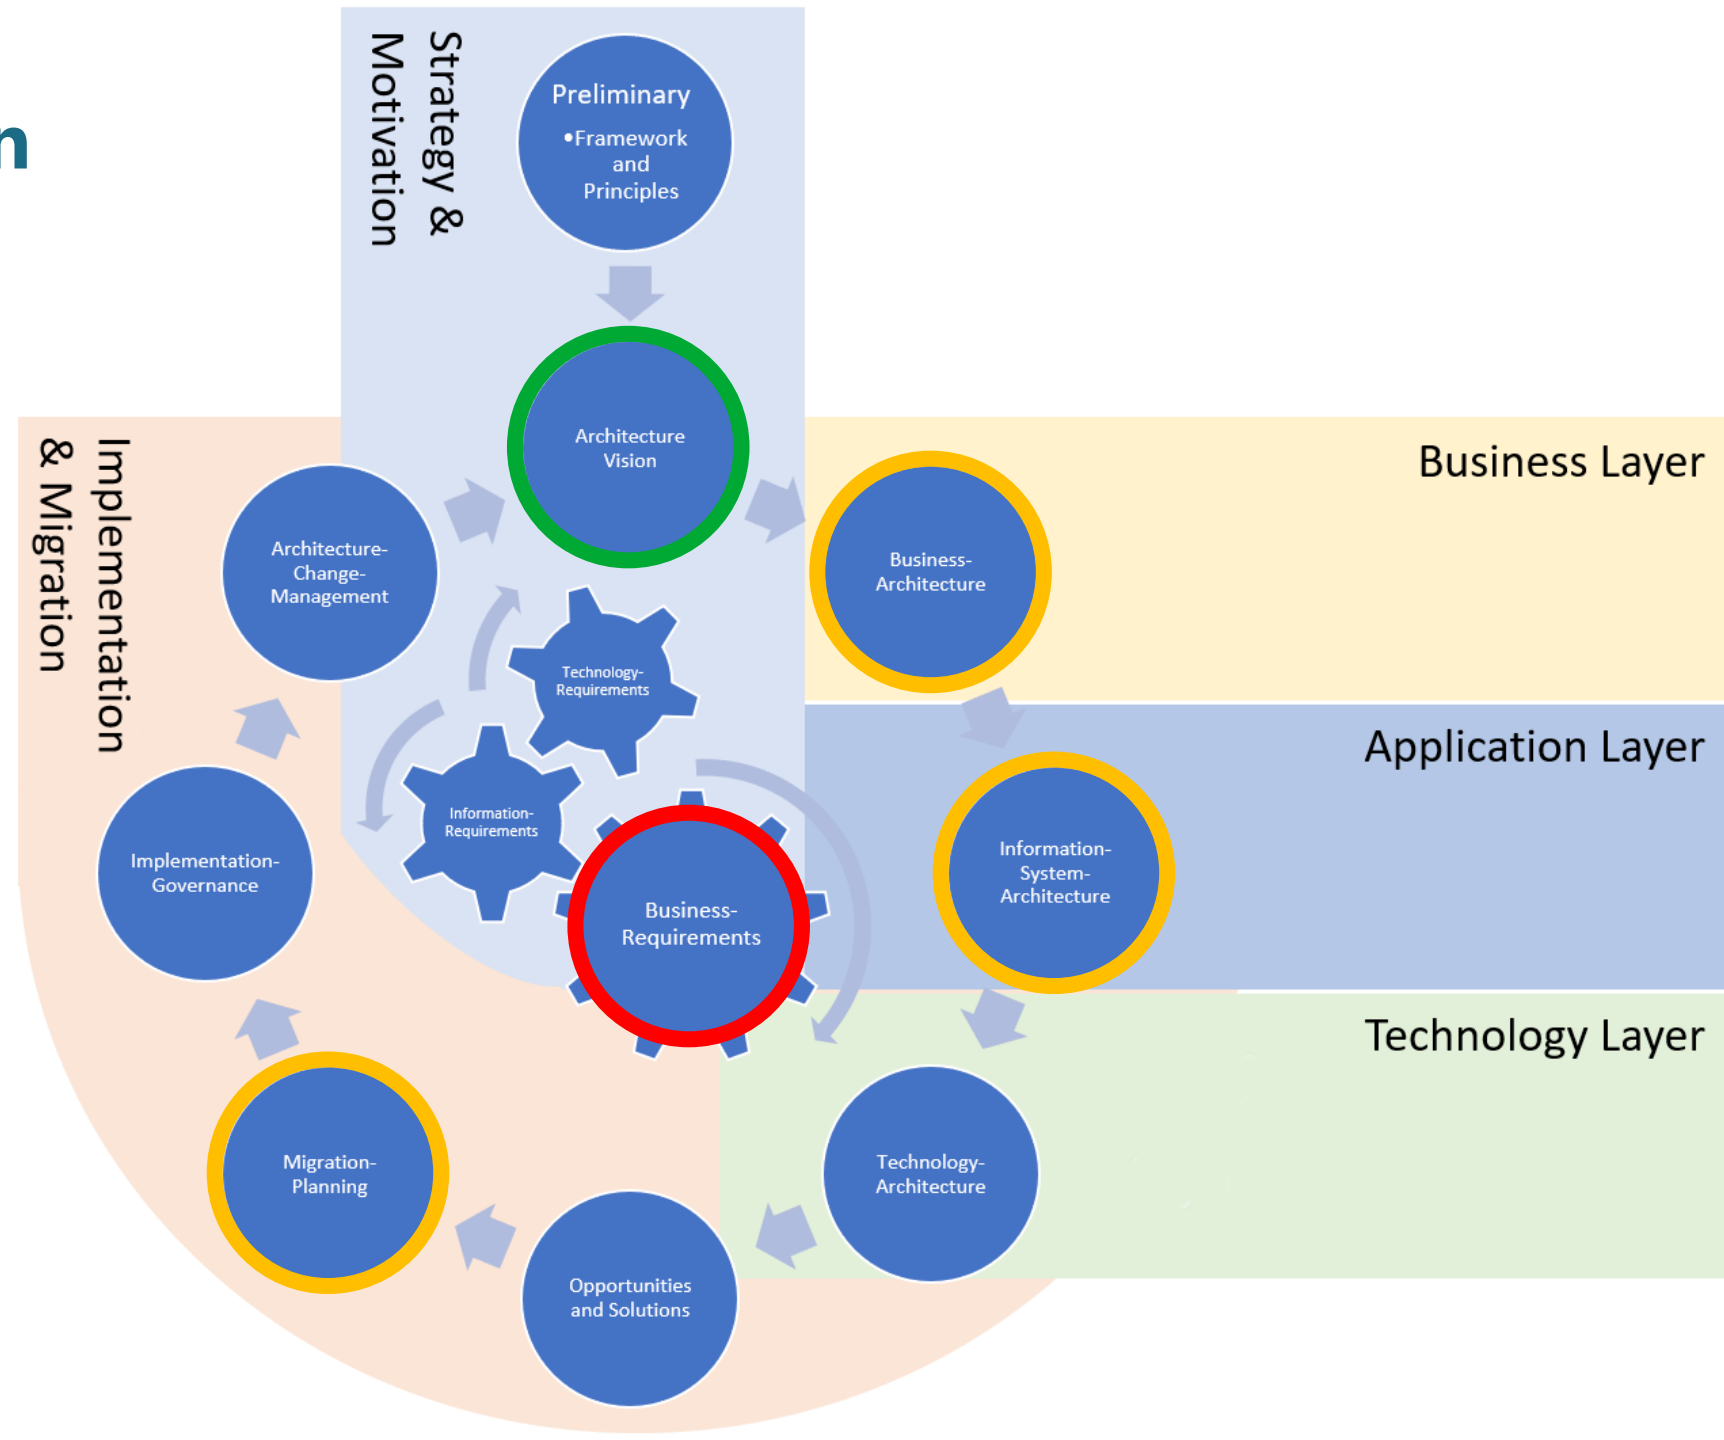 n
Strategy &
Motivation
Preliminary
•Framework
and
Principles
Architecture
Vision
Implementation
& Migration
Business Layer
Architecture-
Change-
Management
Business-
Architecture
Technology-
Requirements
Application Layer
Information-
Requirements
Implementation-
Governance
Business-
Requirements
Information-
System-
Architecture
Technology Layer
Migration-
Planning
Technology-
Architecture
Opportunities
and Solutions